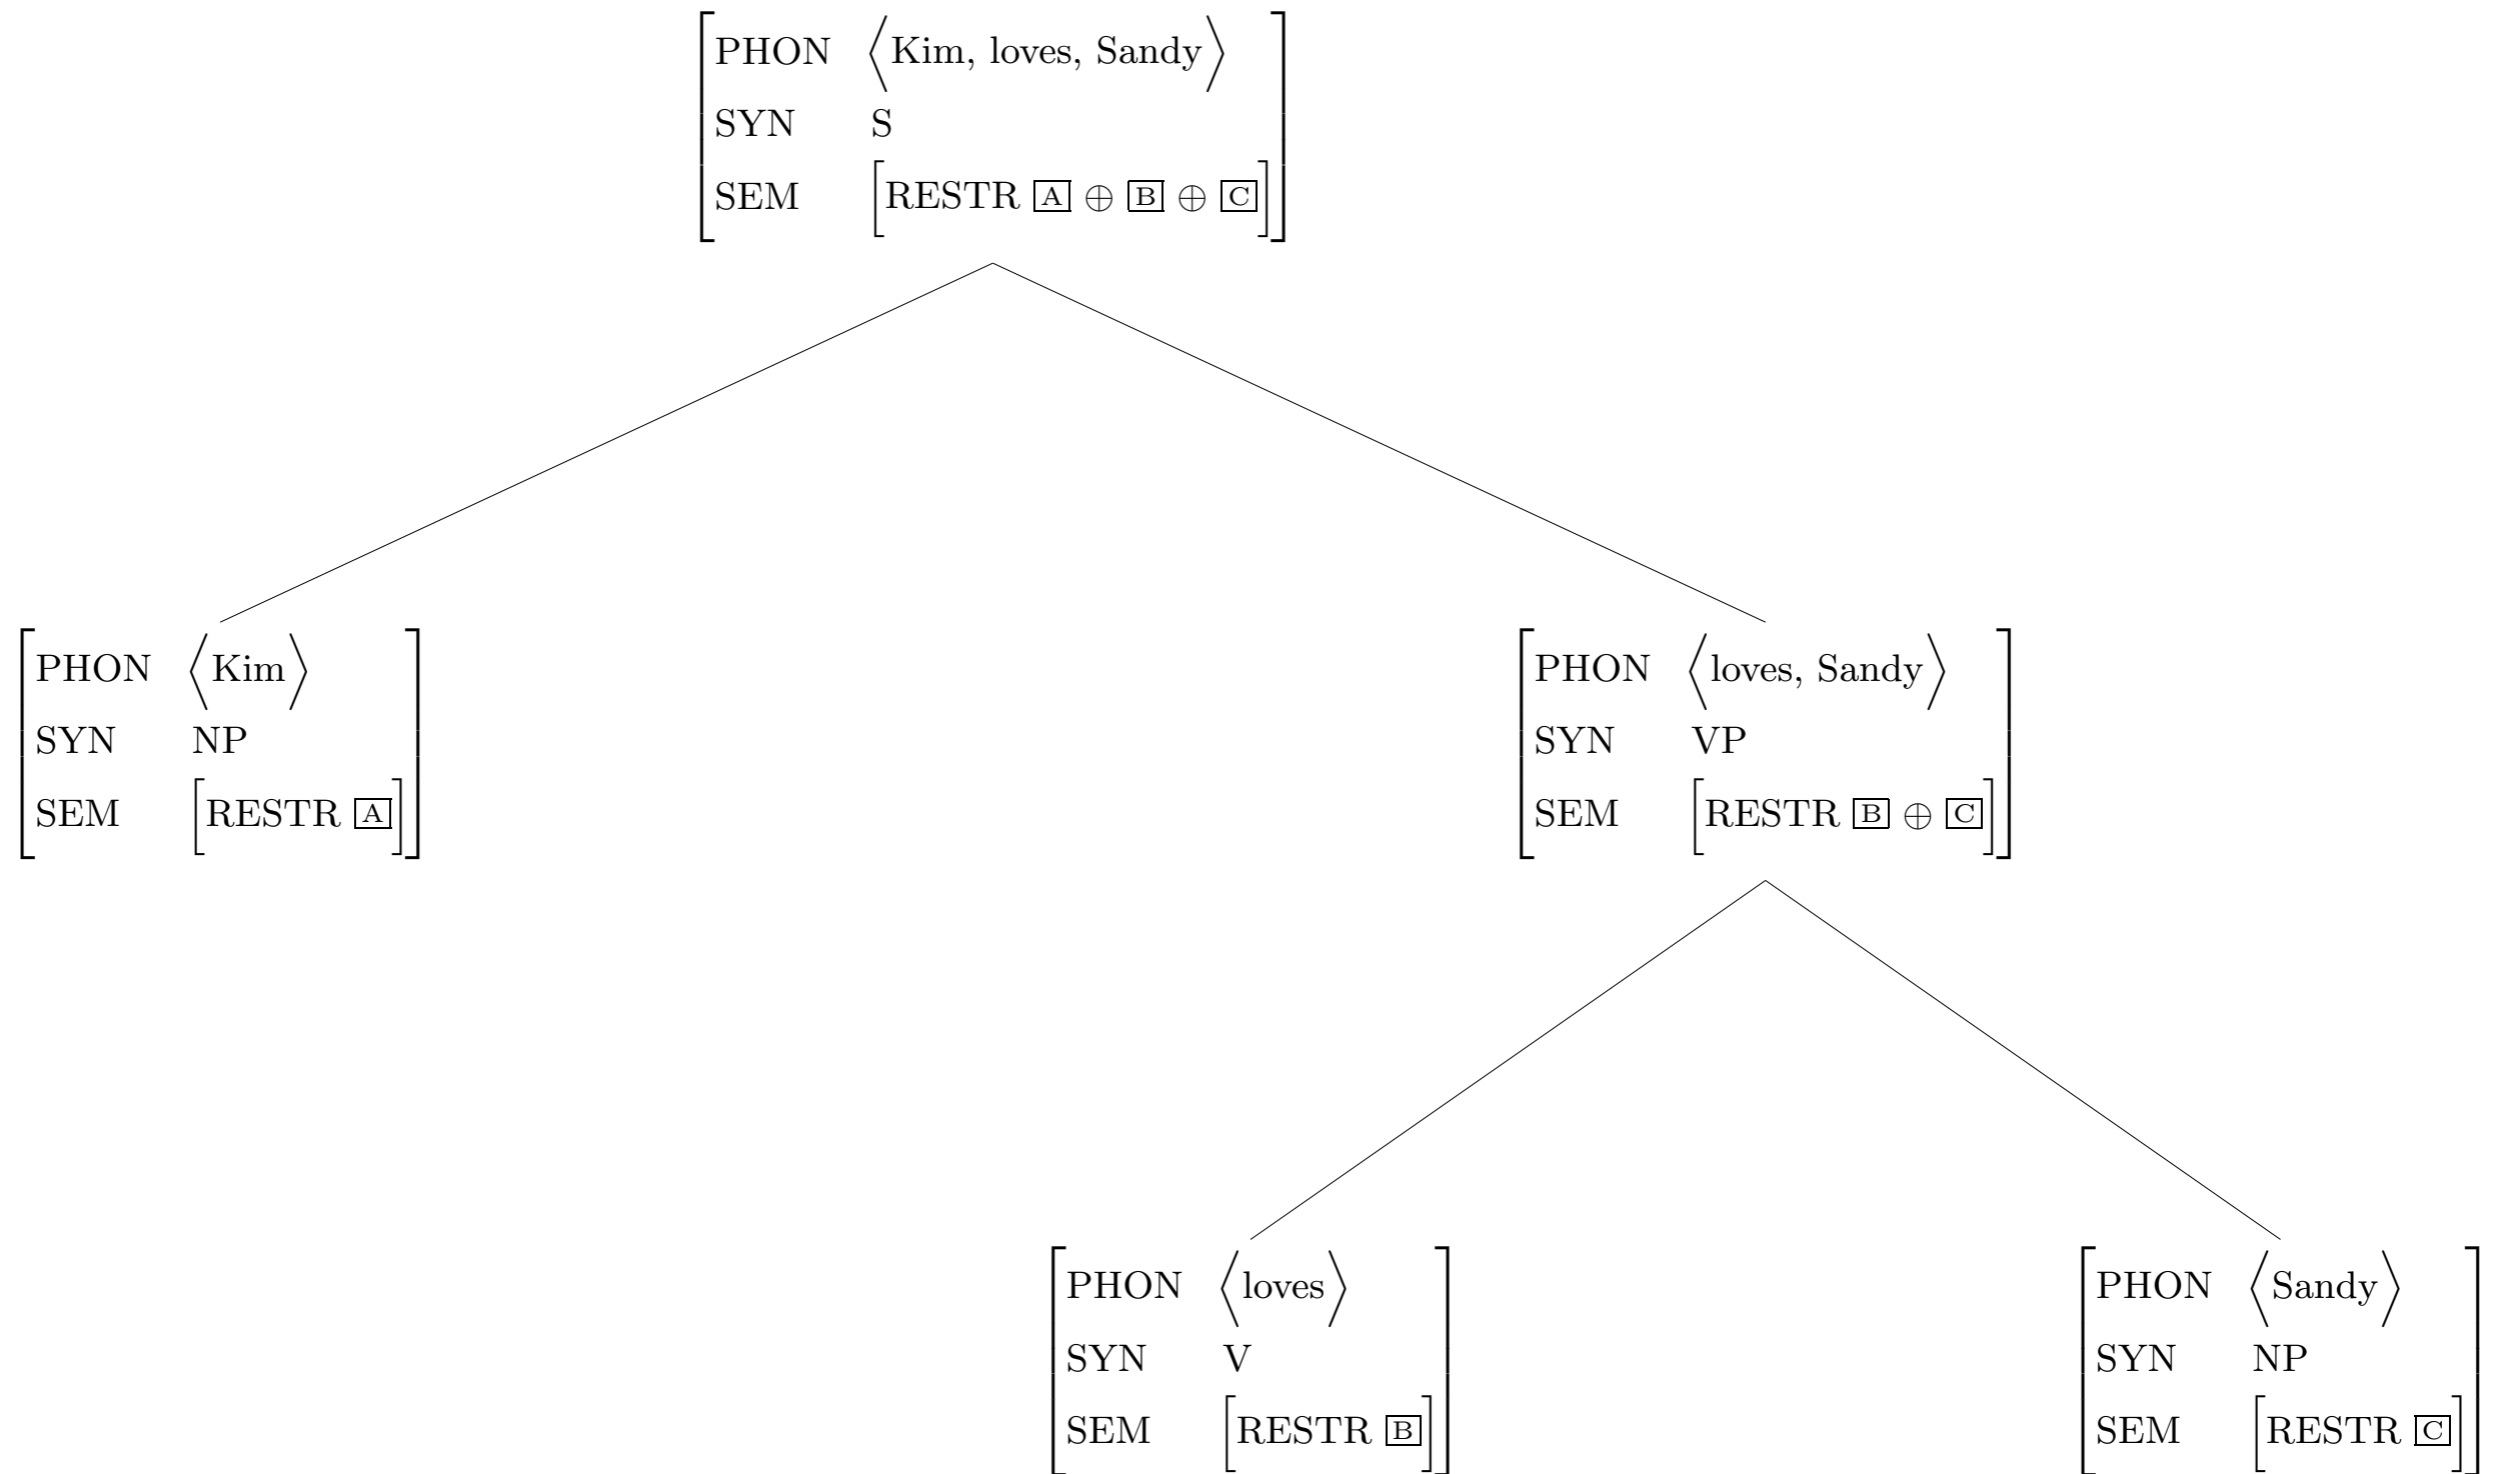 PHON ⟨Kim, loves, Sandy⟩
SYN S
SEM [RESTR A ⊕ B ⊕ C]
PHON ⟨Kim⟩
SYN NP
SEM [RESTR A]
PHON ⟨loves, Sandy⟩
SYN VP
SEM [RESTR B ⊕ C]
PHON ⟨loves⟩
SYN V
SEM [RESTR B]
PHON ⟨Sandy⟩
SYN NP
SEM [RESTR C]